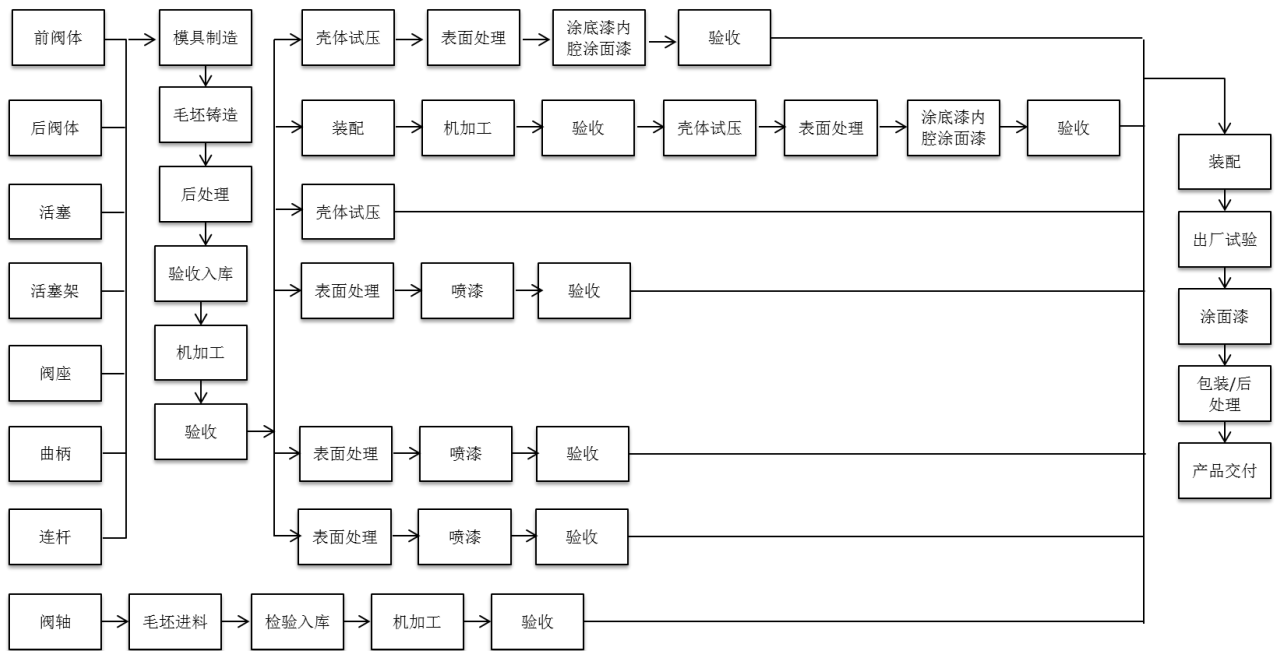 前阀体
模具制造
壳体试压
表面处理
涂底漆内
腔涂面漆
验收
后阀体
毛坯铸造
装配
机加工
验收
壳体试压
表面处理
涂底漆内
腔涂面漆
验收
装配
活塞
后处理
壳体试压
出厂试验
活塞架
验收入库
表面处理
喷漆
验收
涂面漆
阀座
机加工
包装/后
处理
曲柄
验收
表面处理
喷漆
验收
产品交付
连杆
表面处理
喷漆
验收
阀轴
毛坯进料
检验入库
机加工
验收